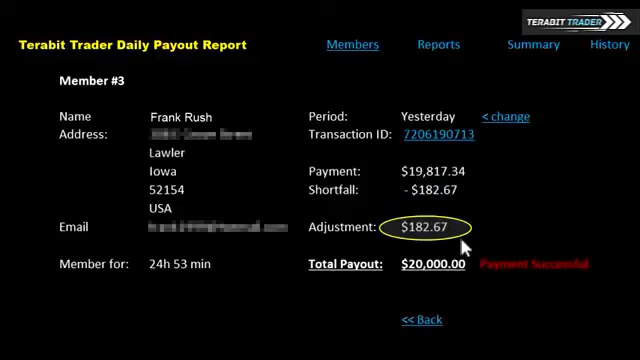 TERABIT TRADER
Terabit Trader Daily Payout Report
Members Reports Summary History
Member #3
Name Frank Rush Period: Yesterday < change
Address: Transaction ID: 7206190713
Lawler
Iowa Payment: $19,817.34
52154 Shortfall: - $182.67
USA
Email Adjustment: $182.67
Member for: 24h 53 min Total Payout: $20,000.00 Payment Successful
<< Back